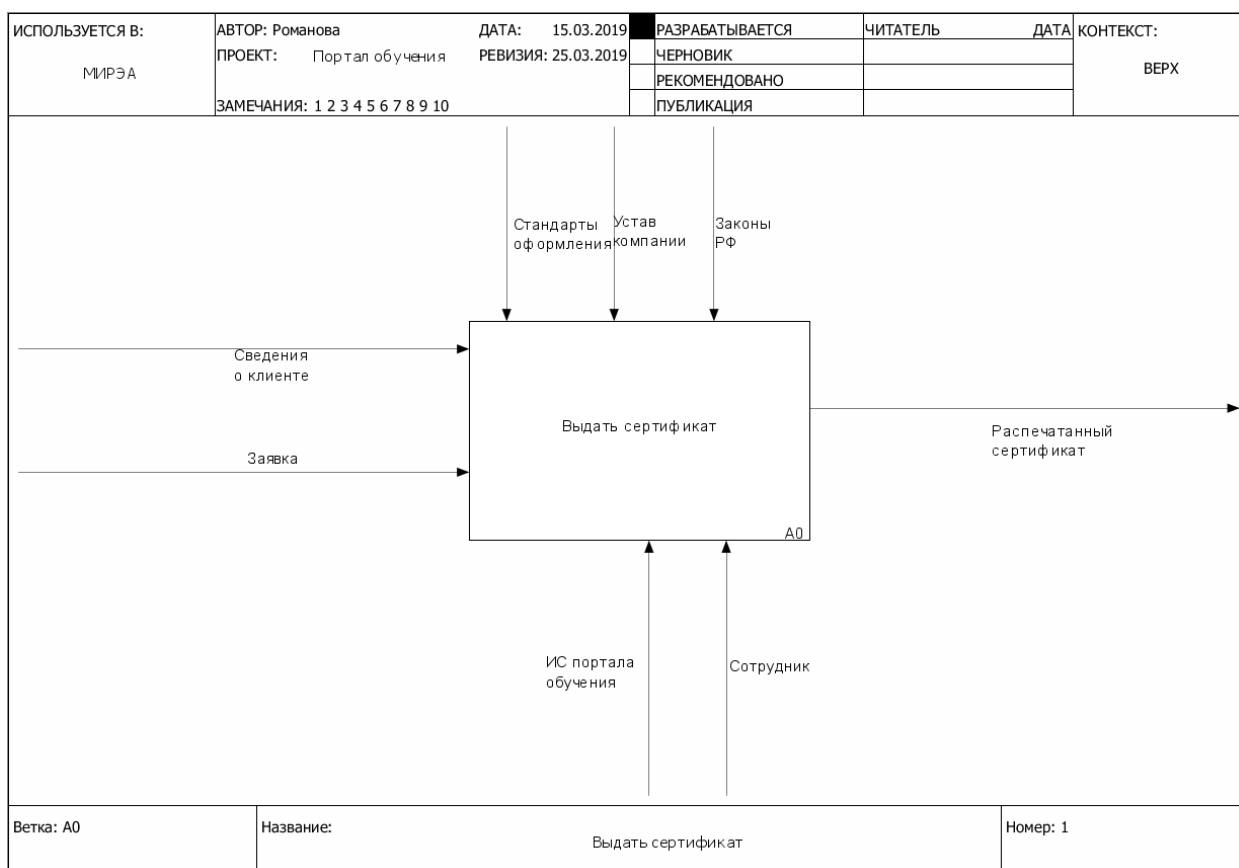 ИСПОЛЬЗУЕТСЯ В:
МИРЭА
АВТОР: Романова
ДАТА: 15.03.2019
ПРОЕКТ: Портал обучения
РЕВИЗИЯ: 25.03.2019
ЗАМЕЧАНИЯ: 1 2 3 4 5 6 7 8 9 10
РАЗРАБАТЫВАЕТСЯ
ЧЕРНОВИК
РЕКОМЕНДОВАНО
ПУБЛИКАЦИЯ
ЧИТАТЕЛЬ
ДАТА
КОНТЕКСТ:
ВЕРХ
Стандарты
оформления
Устав
компании
Законы
РФ
Сведения
о клиенте
Заявка
Выдать сертификат
A0
Распечатанный
сертификат
ИС портала
обучения
Сотрудник
Ветка: A0
Название:
Выдать сертификат
Номер: 1